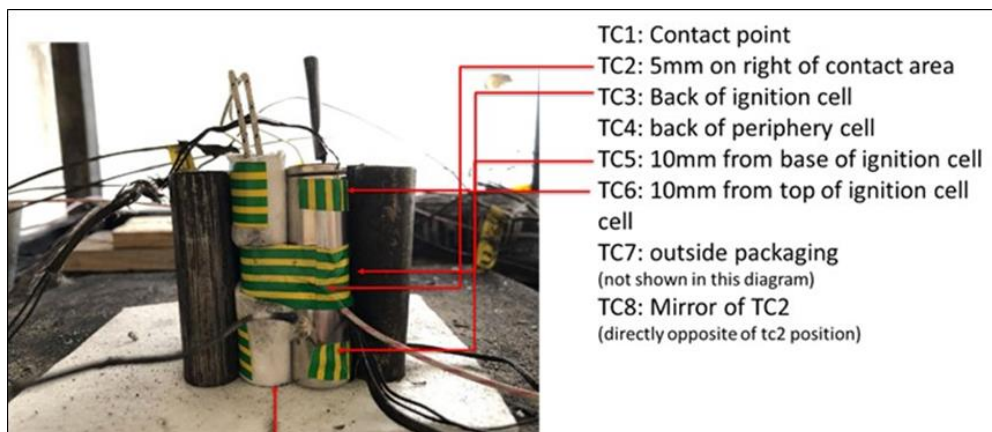 TC1: Contact point
TC2: 5mm on right of contact area
TC3: Back of ignition cell
TC4: back of periphery cell
TC5: 10mm from base of ignition cell
TC6: 10mm from top of ignition cell
cell
TC7: outside packaging
(not shown in this diagram)
TC8: Mirror of TC2
(directly opposite of tc2 position)